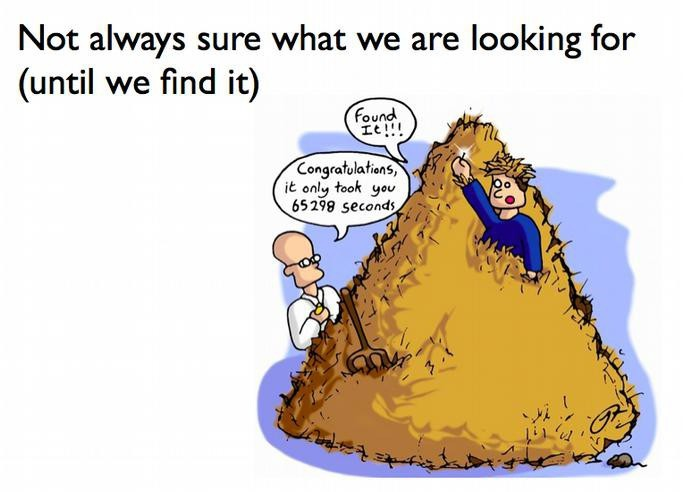 Not always sure what we are looking for
(until we find it)
Found
It!!!
Congratulations,
it only took you
65298 seconds